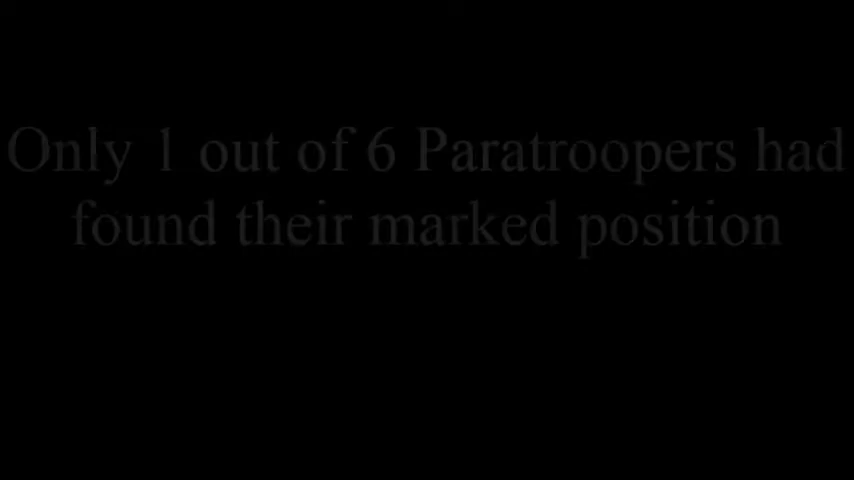 Only 1 out of 6 Paratroopers had
found their marked position